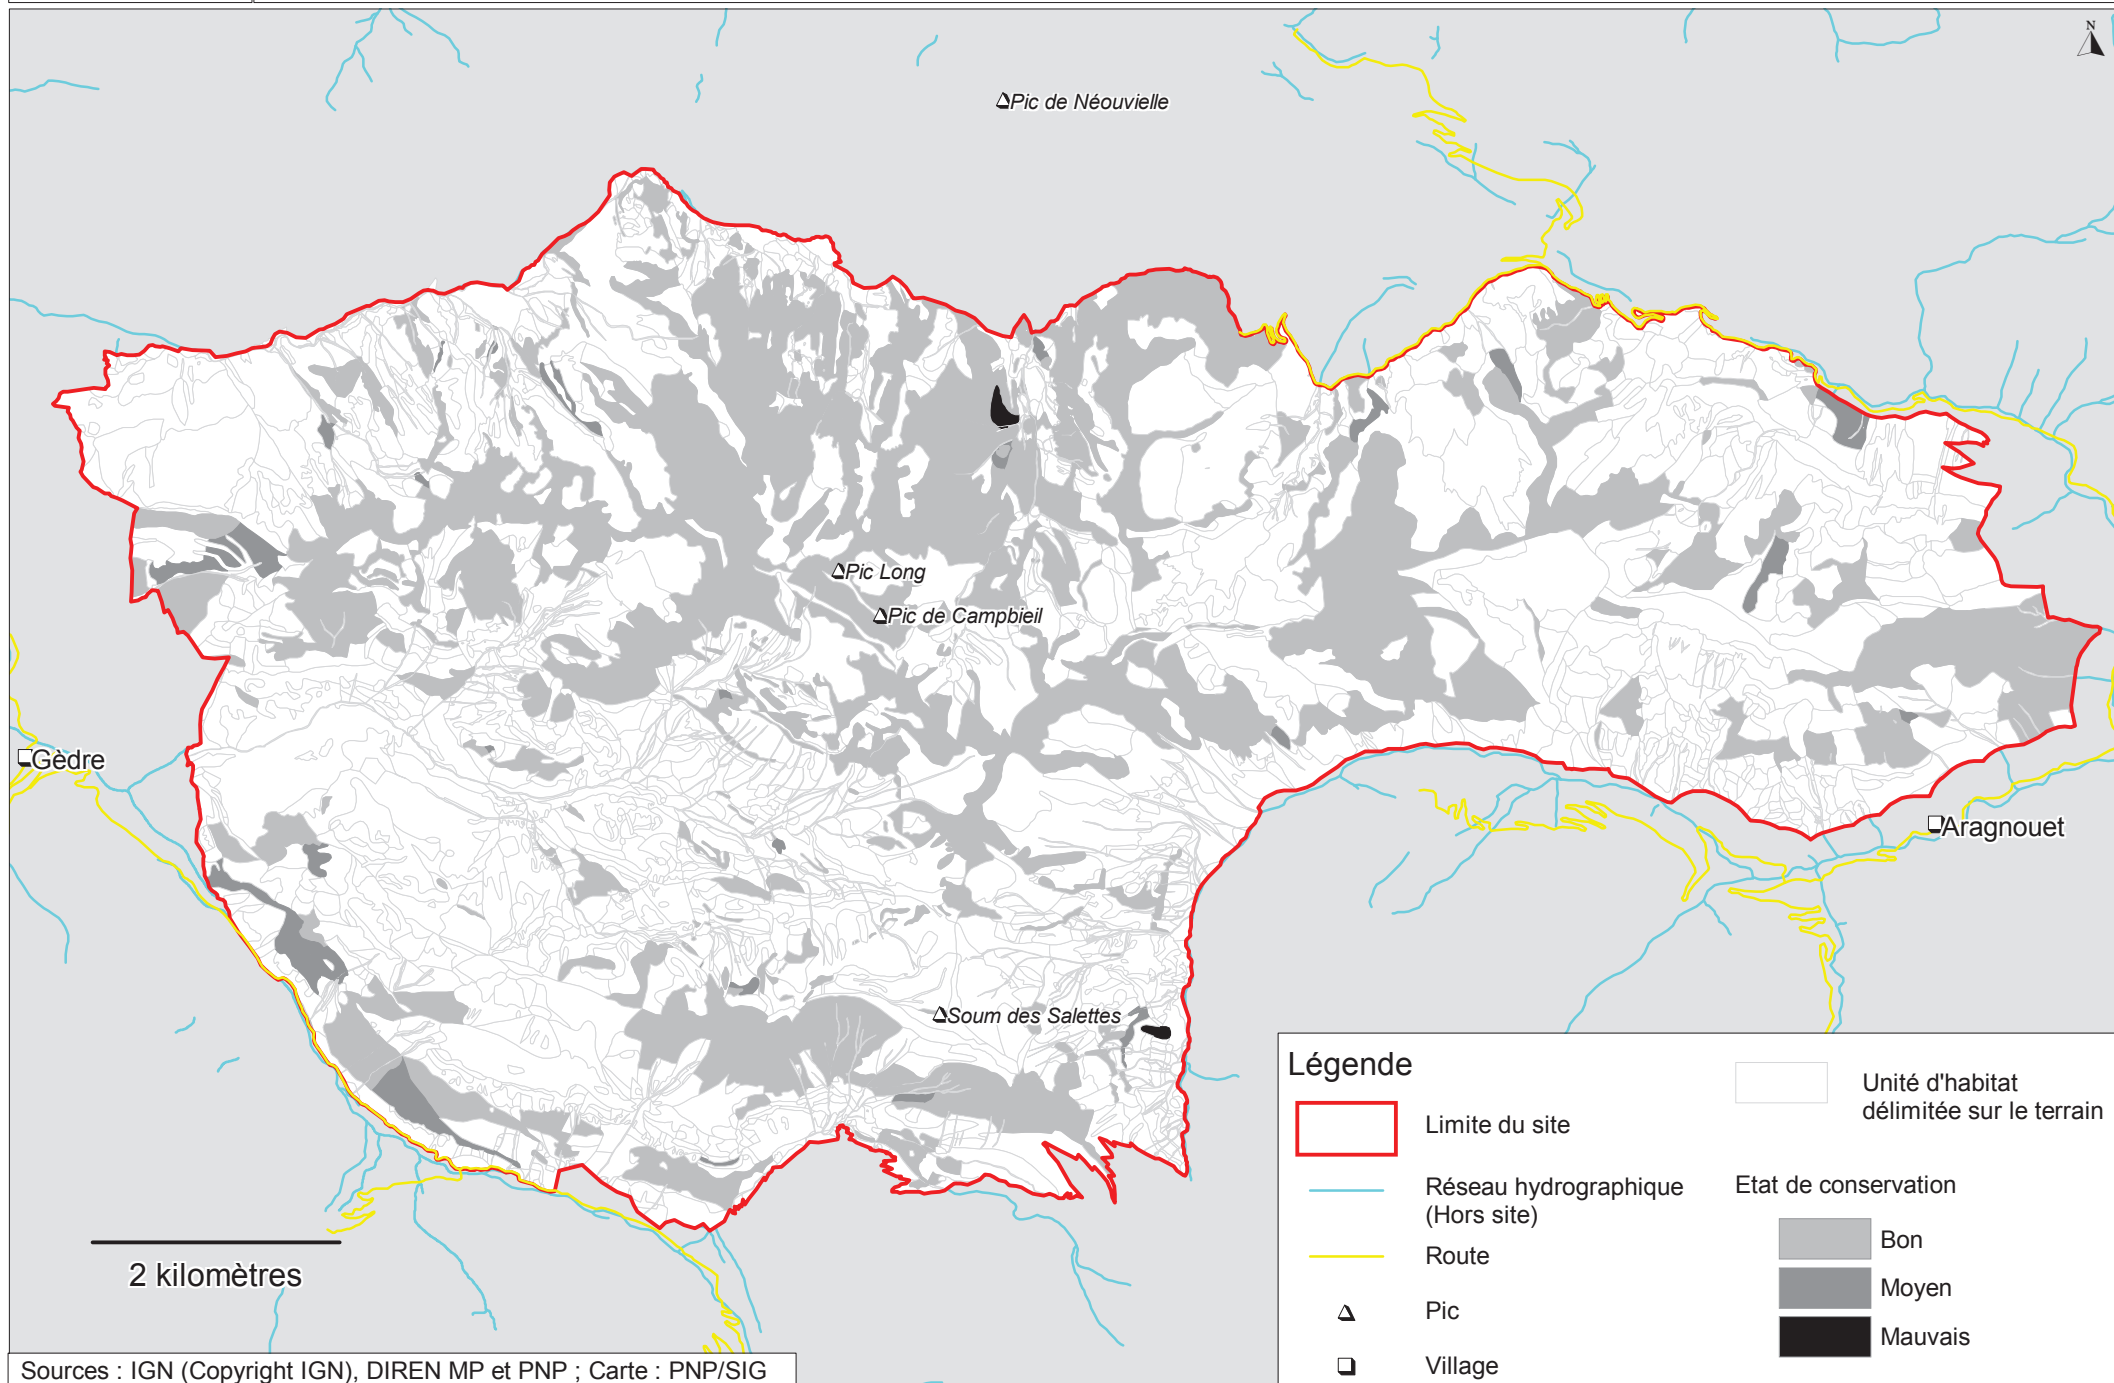 N
Pic de Néouvielle
Pic Long
Pic de Campbieil
Gèdre
Aragnouet
Soum des Salettes
2 kilomètres
Légende
Limite du site
Réseau hydrographique
(Hors site)
Route
Pic
Village
Unité d'habitat
délimitée sur le terrain
Etat de conservation
Bon
Moyen
Mauvais
Sources : IGN (Copyright IGN), DIREN MP et PNP ; Carte : PNP/SIG